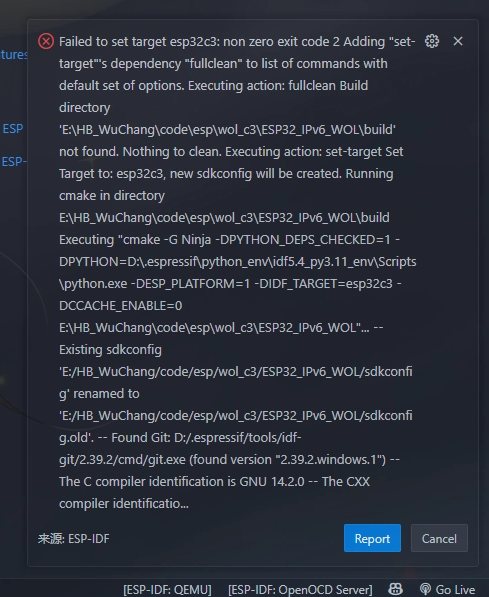 Failed to set target esp32c3: non zero exit code 2 Adding "set-
target"'s dependency "fullclean" to list of commands with
default set of options. Executing action: fullclean Build
directory
'E:\HB_WuChang\code\esp\wol_c3\ESP32_IPv6_WOL\build'
not found. Nothing to clean. Executing action: set-target Set
Target to: esp32c3, new sdkconfig will be created. Running
cmake in directory
E:\HB_WuChang\code\esp\wol_c3\ESP32_IPv6_WOL\build
Executing "cmake -G Ninja -DPYTHON_DEPS_CHECKED=1 -
DPYTHON=D:\.espressif\python_env\idf5.4_py3.11_env\Scripts
\python.exe -DESP_PLATFORM=1 -DIDF_TARGET=esp32c3 -
DCCACHE_ENABLE=0
E:\HB_WuChang\code\esp\wol_c3\ESP32_IPv6_WOL"... --
Existing sdkconfig
'E:/HB_WuChang/code/esp/wol_c3/ESP32_IPv6_WOL/sdkconfi
g' renamed to
'E:/HB_WuChang/code/esp/wol_c3/ESP32_IPv6_WOL/sdkconfi
g.old'. -- Found Git: D:/.espressif/tools/idf-
git/2.39.2/cmd/git.exe (found version "2.39.2.windows.1") --
The C compiler identification is GNU 14.2.0 -- The CXX
compiler identificatio...
来源: ESP-IDF
Report
Cancel
tures
ESP
ESP-
[ESP-IDF: QEMU]
[ESP-IDF: OpenOCD Server]
Go Live